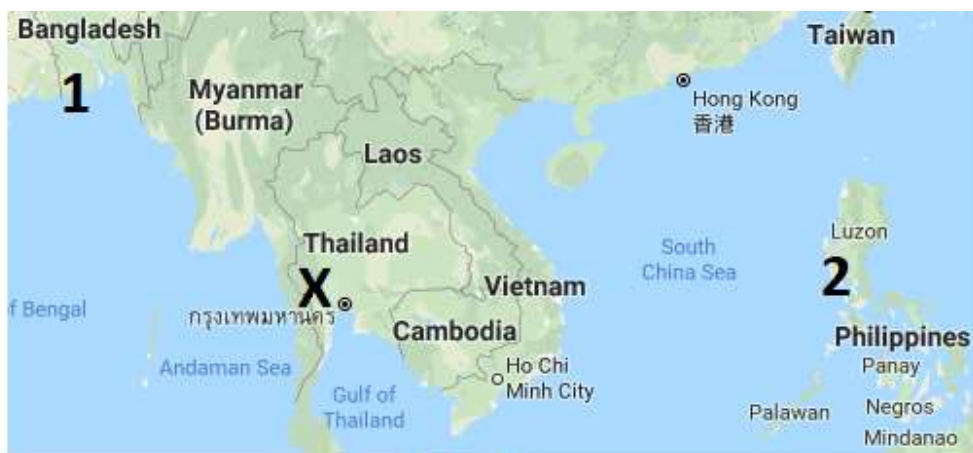 Bangladesh
Taiwan
1
Myanmar
(Burma)
Hong Kong
香港
Laos
Thailand
Luzon
South
China Sea
X
2
Vietnam
of Bengal
กรุงเทพมหานคร
Cambodia
Philippines
Andaman Sea
Ho Chi
Minh City
Panay
Gulf of
Thailand
Palawan
Negros
Mindanao